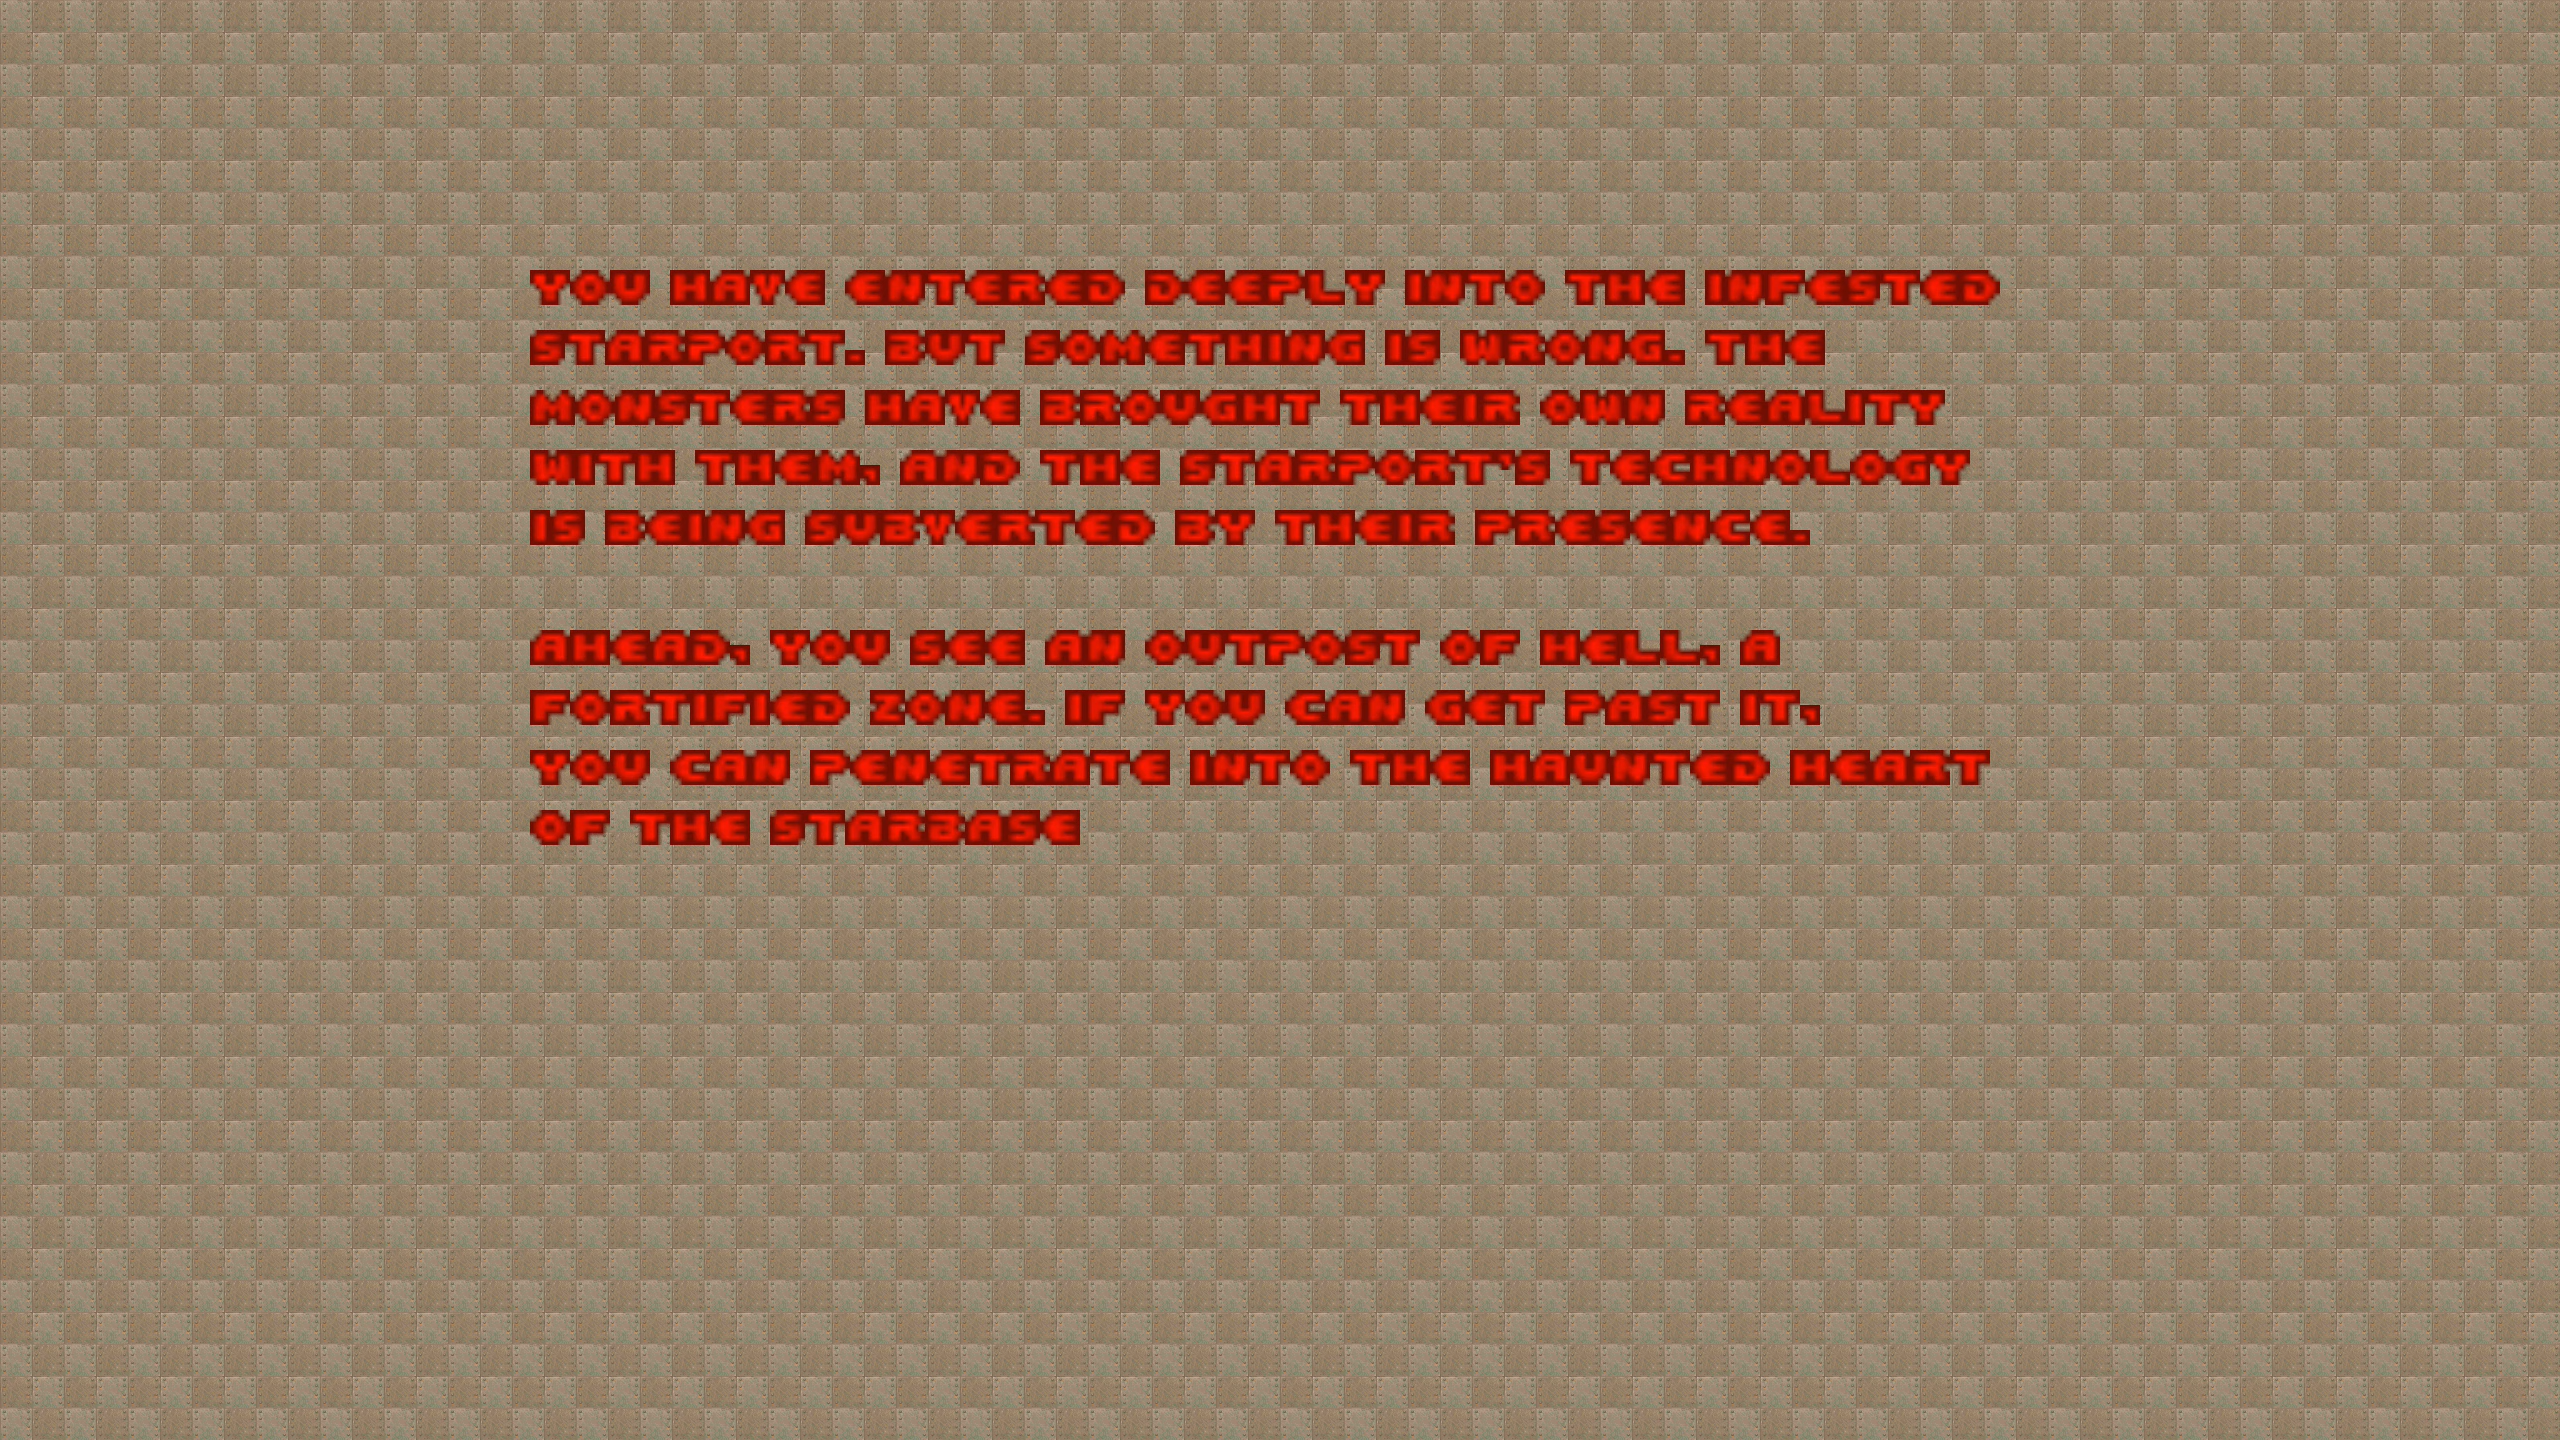 YOU HAVE ENTERED DEEPLY INTO THE INFESTED
STARPORT. BUT SOMETHING IS WRONG. THE
MONSTERS HAVE BROUGHT THEIR OWN REALITY
WITH THEM, AND THE STARPORT'S TECHNOLOGY
IS BEING SUBVERTED BY THEIR PRESENCE.

AHEAD, YOU SEE AN OUTPOST OF HELL, A
FORTIFIED ZONE. IF YOU CAN GET PAST IT,
YOU CAN PENETRATE INTO THE HAUNTED HEART
OF THE STARBASE